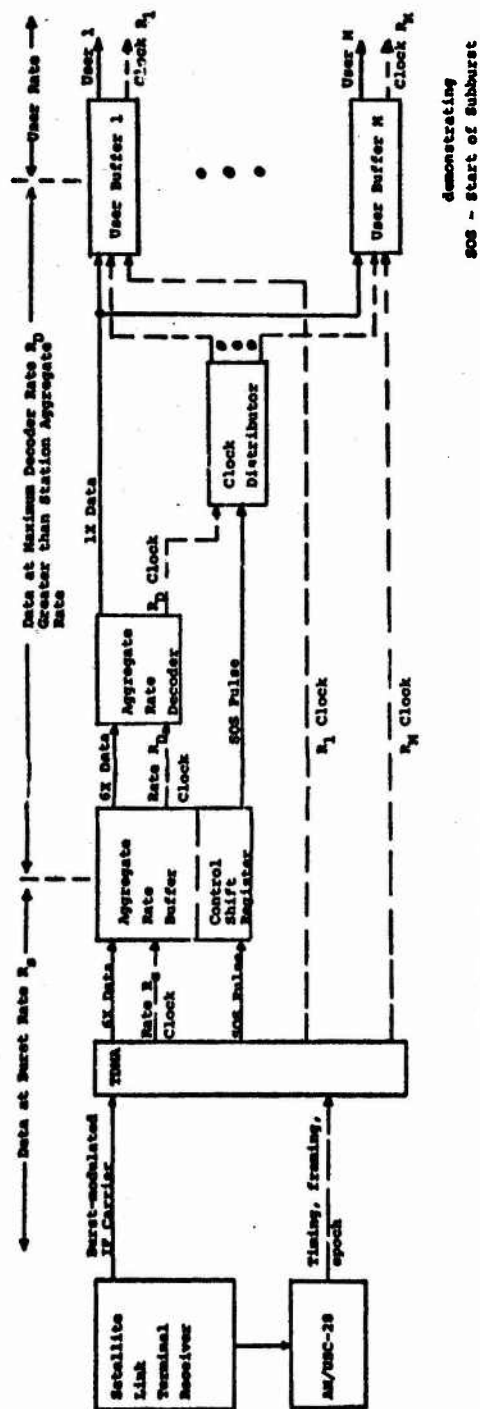 Data at Burst Rate R_s
Data at Maximum Decoder Rate R_D
Greater than Station Aggregate
Rate
User Rate
Satellite
Link
Terminal
Receiver
AN/USC-28
Burst-modulated
IF Carrier
Timing, framing,
epoch
TDMA
6X Data
Rate R_s
Clock
SOS Pulse
Aggregate
Rate
Buffer
Control
Shift
Register
6X Data
Rate R_D
Clock
Aggregate
Rate
Decoder
SOS Pulse
1X Data
R_D Clock
Clock
Distributor
R_1 Clock
R_M Clock
User Buffer 1
User Buffer M
User 1
Clock R_1
User M
Clock R_M
demonstrating
SOS - Start of Subburst